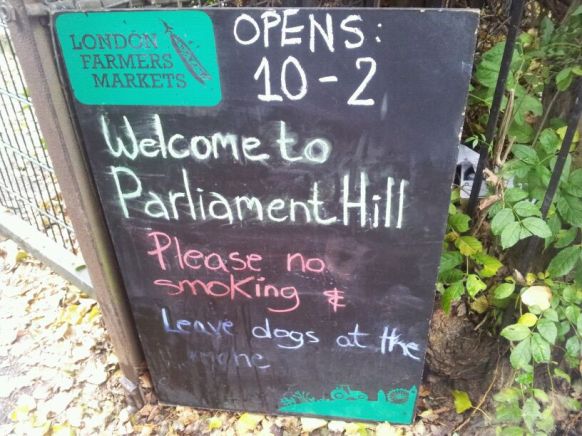 LONDON
FARMERS
MARKETS
OPENS:
10-2
Welcome to
Parliament Hill
Please no
smoking &
Leave dogs at the